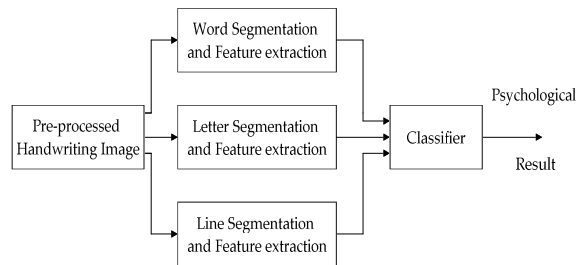 Word Segmentation
and Feature extraction
Pre-processed
Handwriting Image
Letter Segmentation
and Feature extraction
Line Segmentation
and Feature extraction
Classifier
Psychological
Result